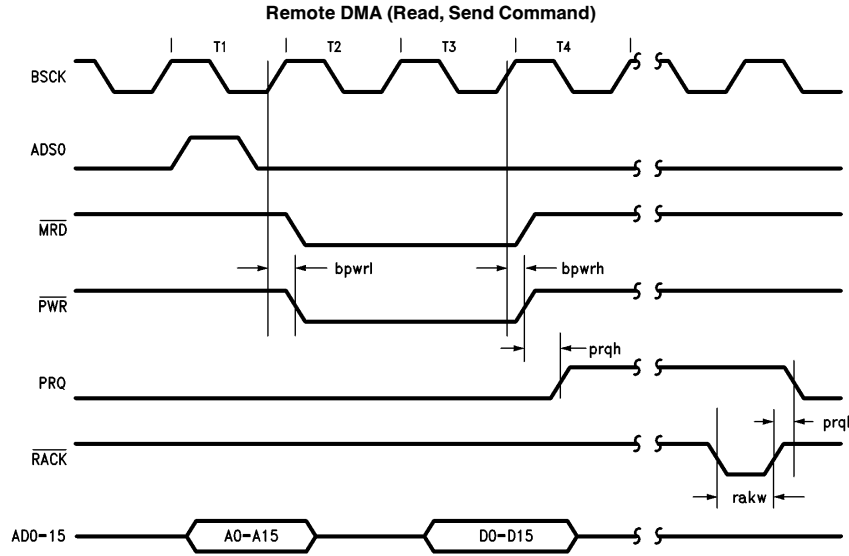 Remote DMA (Read, Send Command)
T1 T2 T3 T4
BSCK
ADS0
MRD
bpwrl bpwrh
PWR
prqh
PRQ
prql
RACK
rakw
AD0-15 A0-A15 D0-D15